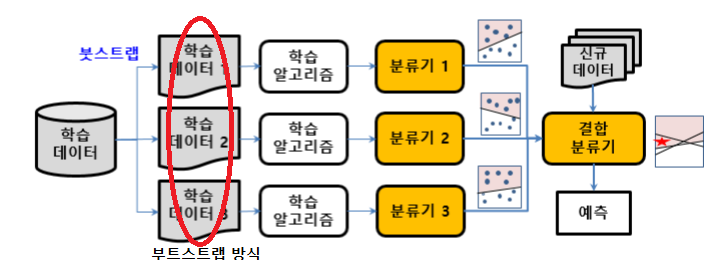 붓스트랩
학습
데이터
학습
데이터 1
학습
알고리즘
분류기 1
학습
데이터 2
학습
알고리즘
분류기 2
학습
데이터 3
학습
알고리즘
분류기 3
부트스트랩 방식
신규
데이터
결합
분류기
예측